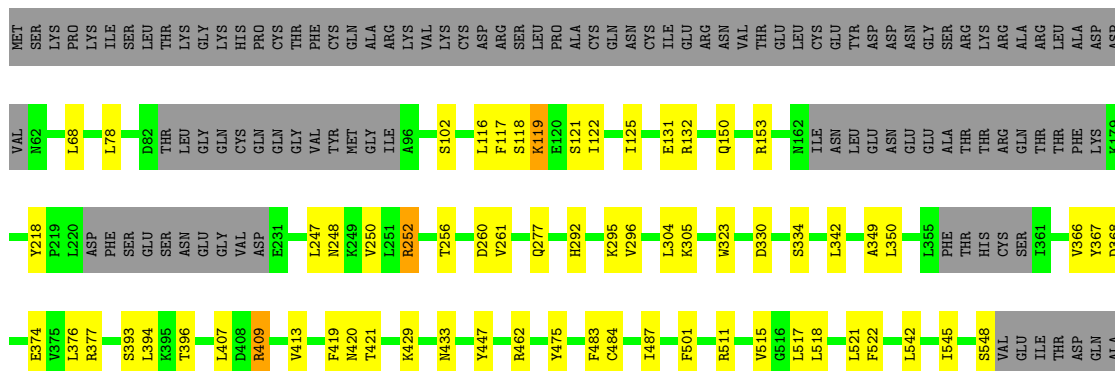 MET SER LYS PRO LYS ILE SER LEU THR LYS GLY LYS HIS PRO CYS THR PHE CYS GLN ALA ARG LYS VAL LYS CYS ASP ARG SER LEU PRO ALA CYS GLN ASN CYS ILE GLU ARG ASN VAL THR GLU LEU CYS GLU TYR ASP ASP ASN GLY SER ARG LYS ARG ALA ARG LEU ALA ASP ASP
VAL N62 L68 L78 D82 THR LEU GLY GLN CYS GLN GLN GLY VAL TYR MET GLY ILE A96 S102 L116 F117 S118 K119 E120 S121 I122 I125 E131 R132 Q150 R153 N162 ILE ASN LEU GLU ASN GLU GLU ALA THR THR ARG GLN THR THR PHE LYS K179
Y218 P219 L220 ASP PHE SER GLU SER ASN GLU GLY VAL ASP E231 L247 N248 K249 V250 L251 R252 T256 D260 V261 Q277 H292 K295 V296 L304 K305 W323 D330 S334 L342 A349 L350 L355 PHE THR HIS CYS SER I361 V366 Y367 D368
E374 V375 L376 R377 S393 L394 K395 T396 L407 D408 R409 V413 F419 N420 T421 K429 N433 Y447 R462 Y475 F483 C484 I487 F501 R511 V515 G516 L517 L518 L521 F522 L542 I545 S548 VAL GLU ILE THR ASP GLN ALA